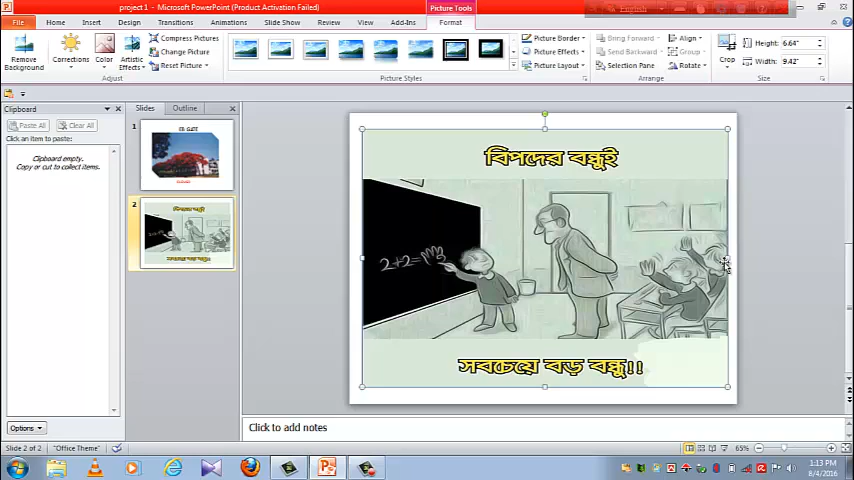 project 1 - Microsoft PowerPoint (Product Activation Failed)
Picture Tools
English
File Home Insert Design Transitions Animations Slide Show Review View Add-Ins Format
Remove Background
Corrections
Color
Artistic Effects
Compress Pictures
Change Picture
Reset Picture
Adjust
Picture Border
Picture Effects
Picture Layout
Picture Styles
Bring Forward
Send Backward
Selection Pane
Align
Group
Rotate
Arrange
Crop
Height: 6.64"
Width: 9.42"
Size
Clipboard
Paste All Clear All
Click an item to paste:
Clipboard empty.
Copy or cut to collect items.
Options
Slides Outline
1
2
বিপদের বন্ধুই
2+2=
সবচেয়ে বড় বন্ধু!!
Click to add notes
Slide 2 of 2 "Office Theme" 65%
1:13 PM
8/4/2016